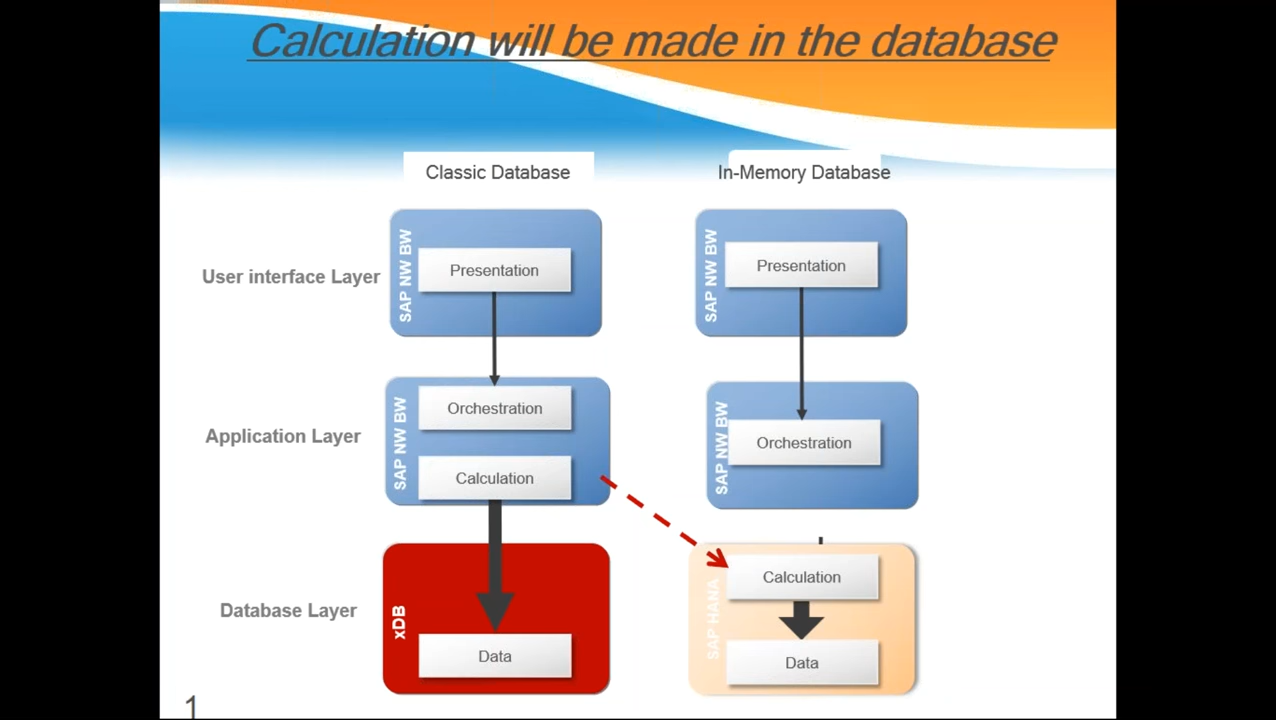 Calculation will be made in the database
Classic Database
In-Memory Database
User interface Layer
SAP NW BW
Presentation
SAP NW BW
Presentation
Application Layer
SAP NW BW
Orchestration
Calculation
SAP NW BW
Orchestration
Database Layer
xDB
Data
SAP HANA
Calculation
Data
1